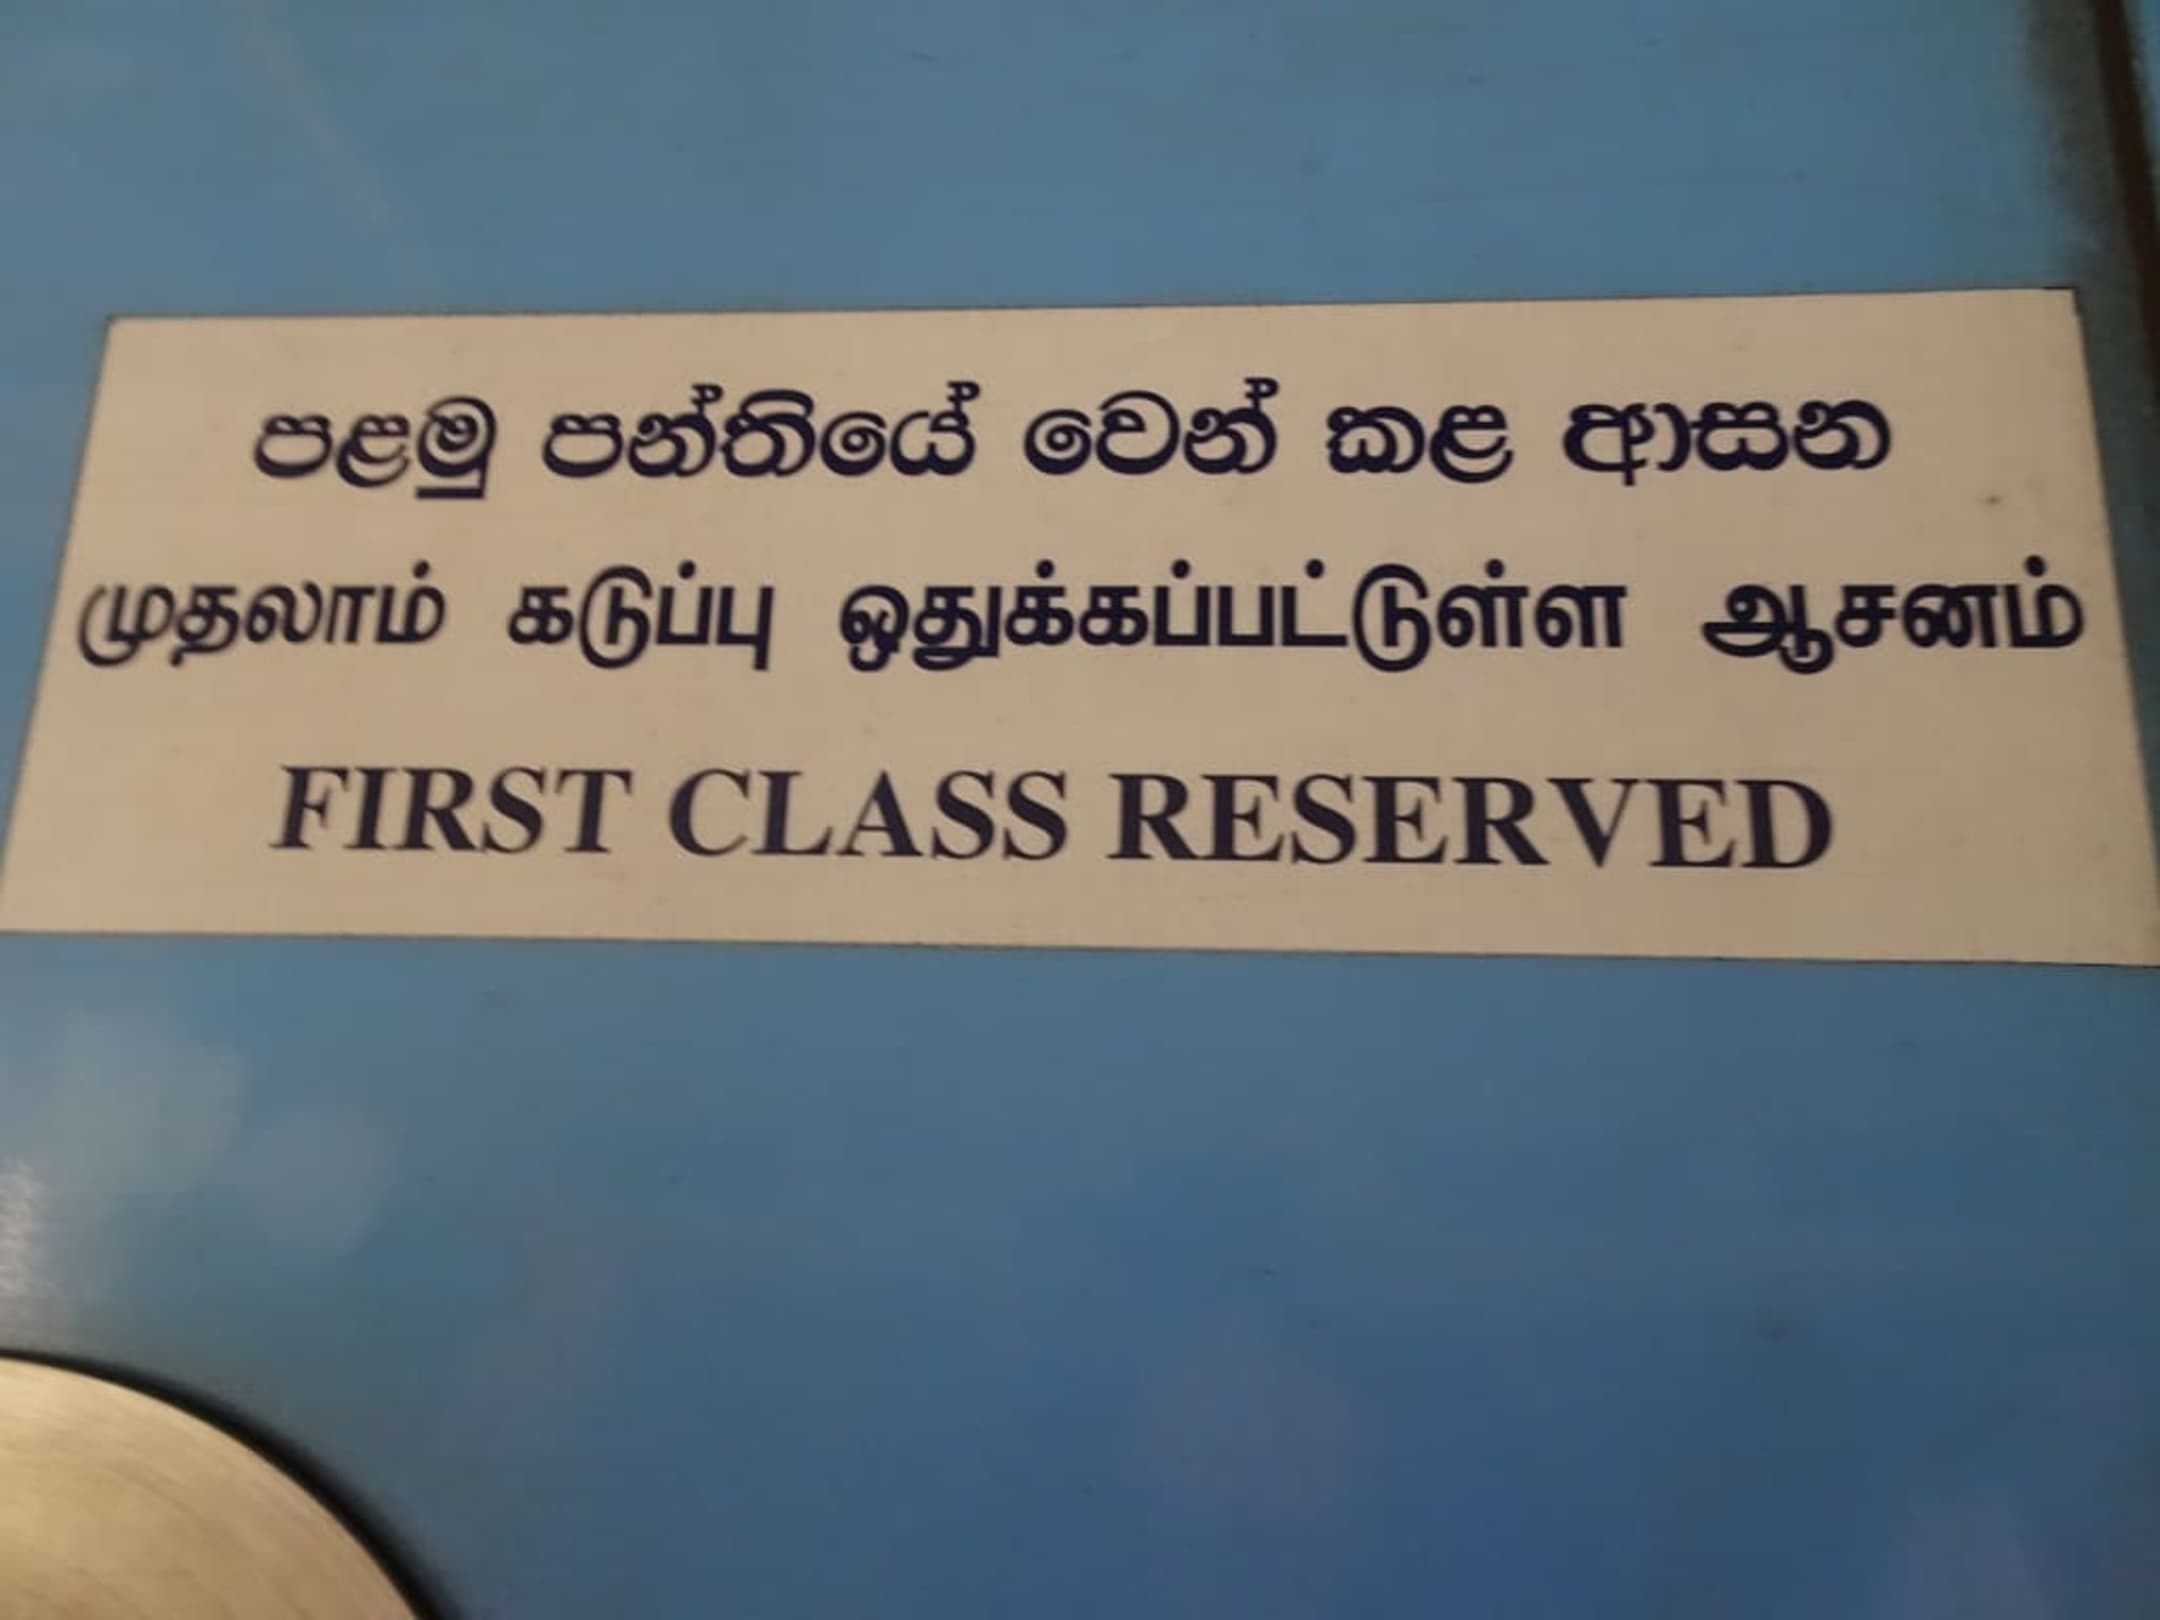 පළමු පන්තියේ වෙන් කළ ආසන
முதலாம் கடுப்பு ஒதுக்கப்பட்டுள்ள ஆசனம்
FIRST CLASS RESERVED